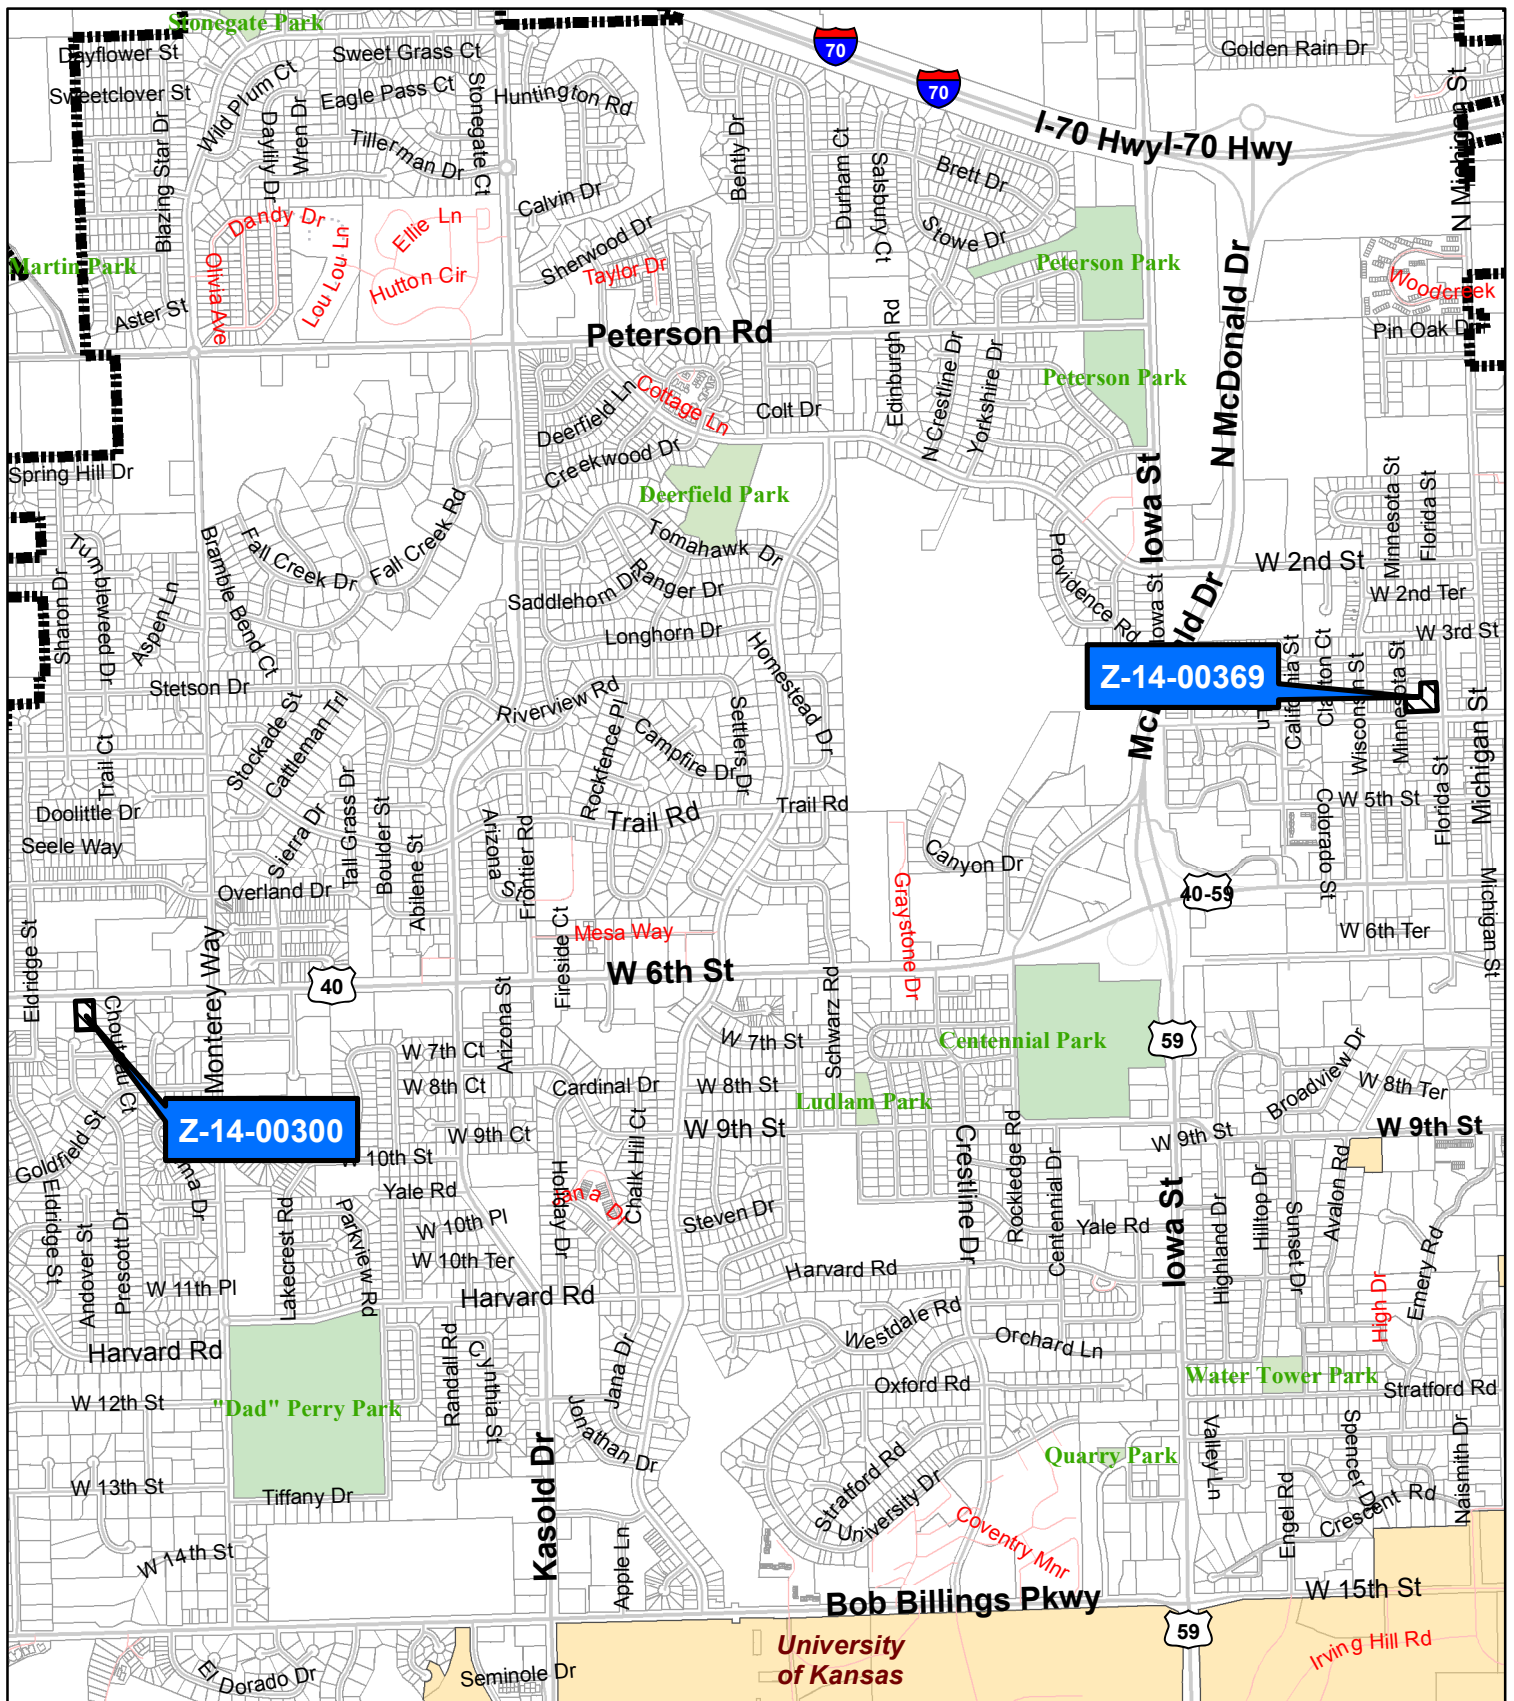 Stonegate Park
Dayflower St
Sweet Grass Ct
70
Golden Rain Dr
Sweetclover St
Wild Plum Ct
Eagle Pass Ct
Stonegate Ct
Huntington Rd
70
N Michigan St
Blazing Star Dr
Daylily Dr
Wren Dr
Tillerman Dr
Bently Dr
Durham Ct
Salsbury Ct
I-70 Hwy
I-70 Hwy
Brett Dr
Calvin Dr
Dandy Dr
Ellie Ln
Sherwood Dr
Stowe Dr
Martin Park
Olivia Ave
Lou Lou Ln
Hutton Cir
Taylor Dr
Peterson Park
N McDonald Dr
Woodcreek
Aster St
Peterson Rd
Edinburgh Rd
Pin Oak D
N Crestline Dr
Yorkshire Dr
Peterson Park
Deerfield Ln
Cottage Ln
Colt Dr
Creekwood Dr
Spring Hill Dr
Deerfield Park
Iowa St
Minnesota St
Florida St
Fall Creek Rd
Fall Creek Dr
Bramble Bend Ct
Tumbleweed Dr
Sharon Dr
Aspen Ln
Tomahawk Dr
Ranger Dr
Saddlehorn Dr
Providence Rd
Iowa St
W 2nd St
W 2nd Ter
Longhorn Dr
Homestead Dr
W 3rd St
Stetson Dr
Riverview Rd
Z-14-00369
California St
Clayton Ct
Wisconsin St
Minnesota St
Michigan St
Stockade St
Cattleman Trl
Rockfence Pl
Campfire Dr
Settlers Dr
Trail Ct
Doolittle Dr
Seele Way
Sierra Dr
Tall Grass Dr
Boulder St
Abilene St
Arizona St
Frontier Rd
Trail Rd
Trail Rd
Canyon Dr
W 5th St
Colorado St
Florida St
Overland Dr
Graystone Dr
40-59
Michigan St
Eldridge St
Monterey Way
Fireside Ct
Mesa Way
W 6th Ter
40
W 6th St
Arizona St
Schwarz Rd
Chouteau Ct
W 7th Ct
W 7th St
Centennial Park
59
Broadview Dr
W 8th Ct
Cardinal Dr
W 8th St
Ludlam Park
W 8th Ter
Z-14-00300
Goldfield St
W 9th Ct
Chalk Hill Ct
W 9th St
W 9th St
W 9th St
W 10th St
Crestline Dr
Rockledge Rd
Centennial Dr
Eldridge St
Yale Rd
Holiday Dr
Jana Dr
Iowa St
Highland Dr
Hilltop Dr
Avalon Rd
Andover St
Prescott Dr
Lakecrest Rd
Parkview Rd
W 10th Pl
Steven Dr
Yale Rd
Sunset Dr
Emery Rd
W 10th Ter
Harvard Rd
W 11th Pl
Harvard Rd
High Dr
Westdale Rd
Orchard Ln
Harvard Rd
Randall Rd
Cynthia St
Jana Dr
Oxford Rd
Water Tower Park
Stratford Rd
W 12th St
"Dad" Perry Park
Jonathan Dr
Valley Ln
Spencer Dr
Naismith Dr
Kasold Dr
Stratford Rd
Quarry Park
W 13th St
Tiffany Dr
University Dr
Engel Rd
Crescent Rd
Coventry Mnr
W 14th St
Apple Ln
Bob Billings Pkwy
W 15th St
59
University
of Kansas
Irving Hill Rd
El Dorado Dr
Seminole Dr